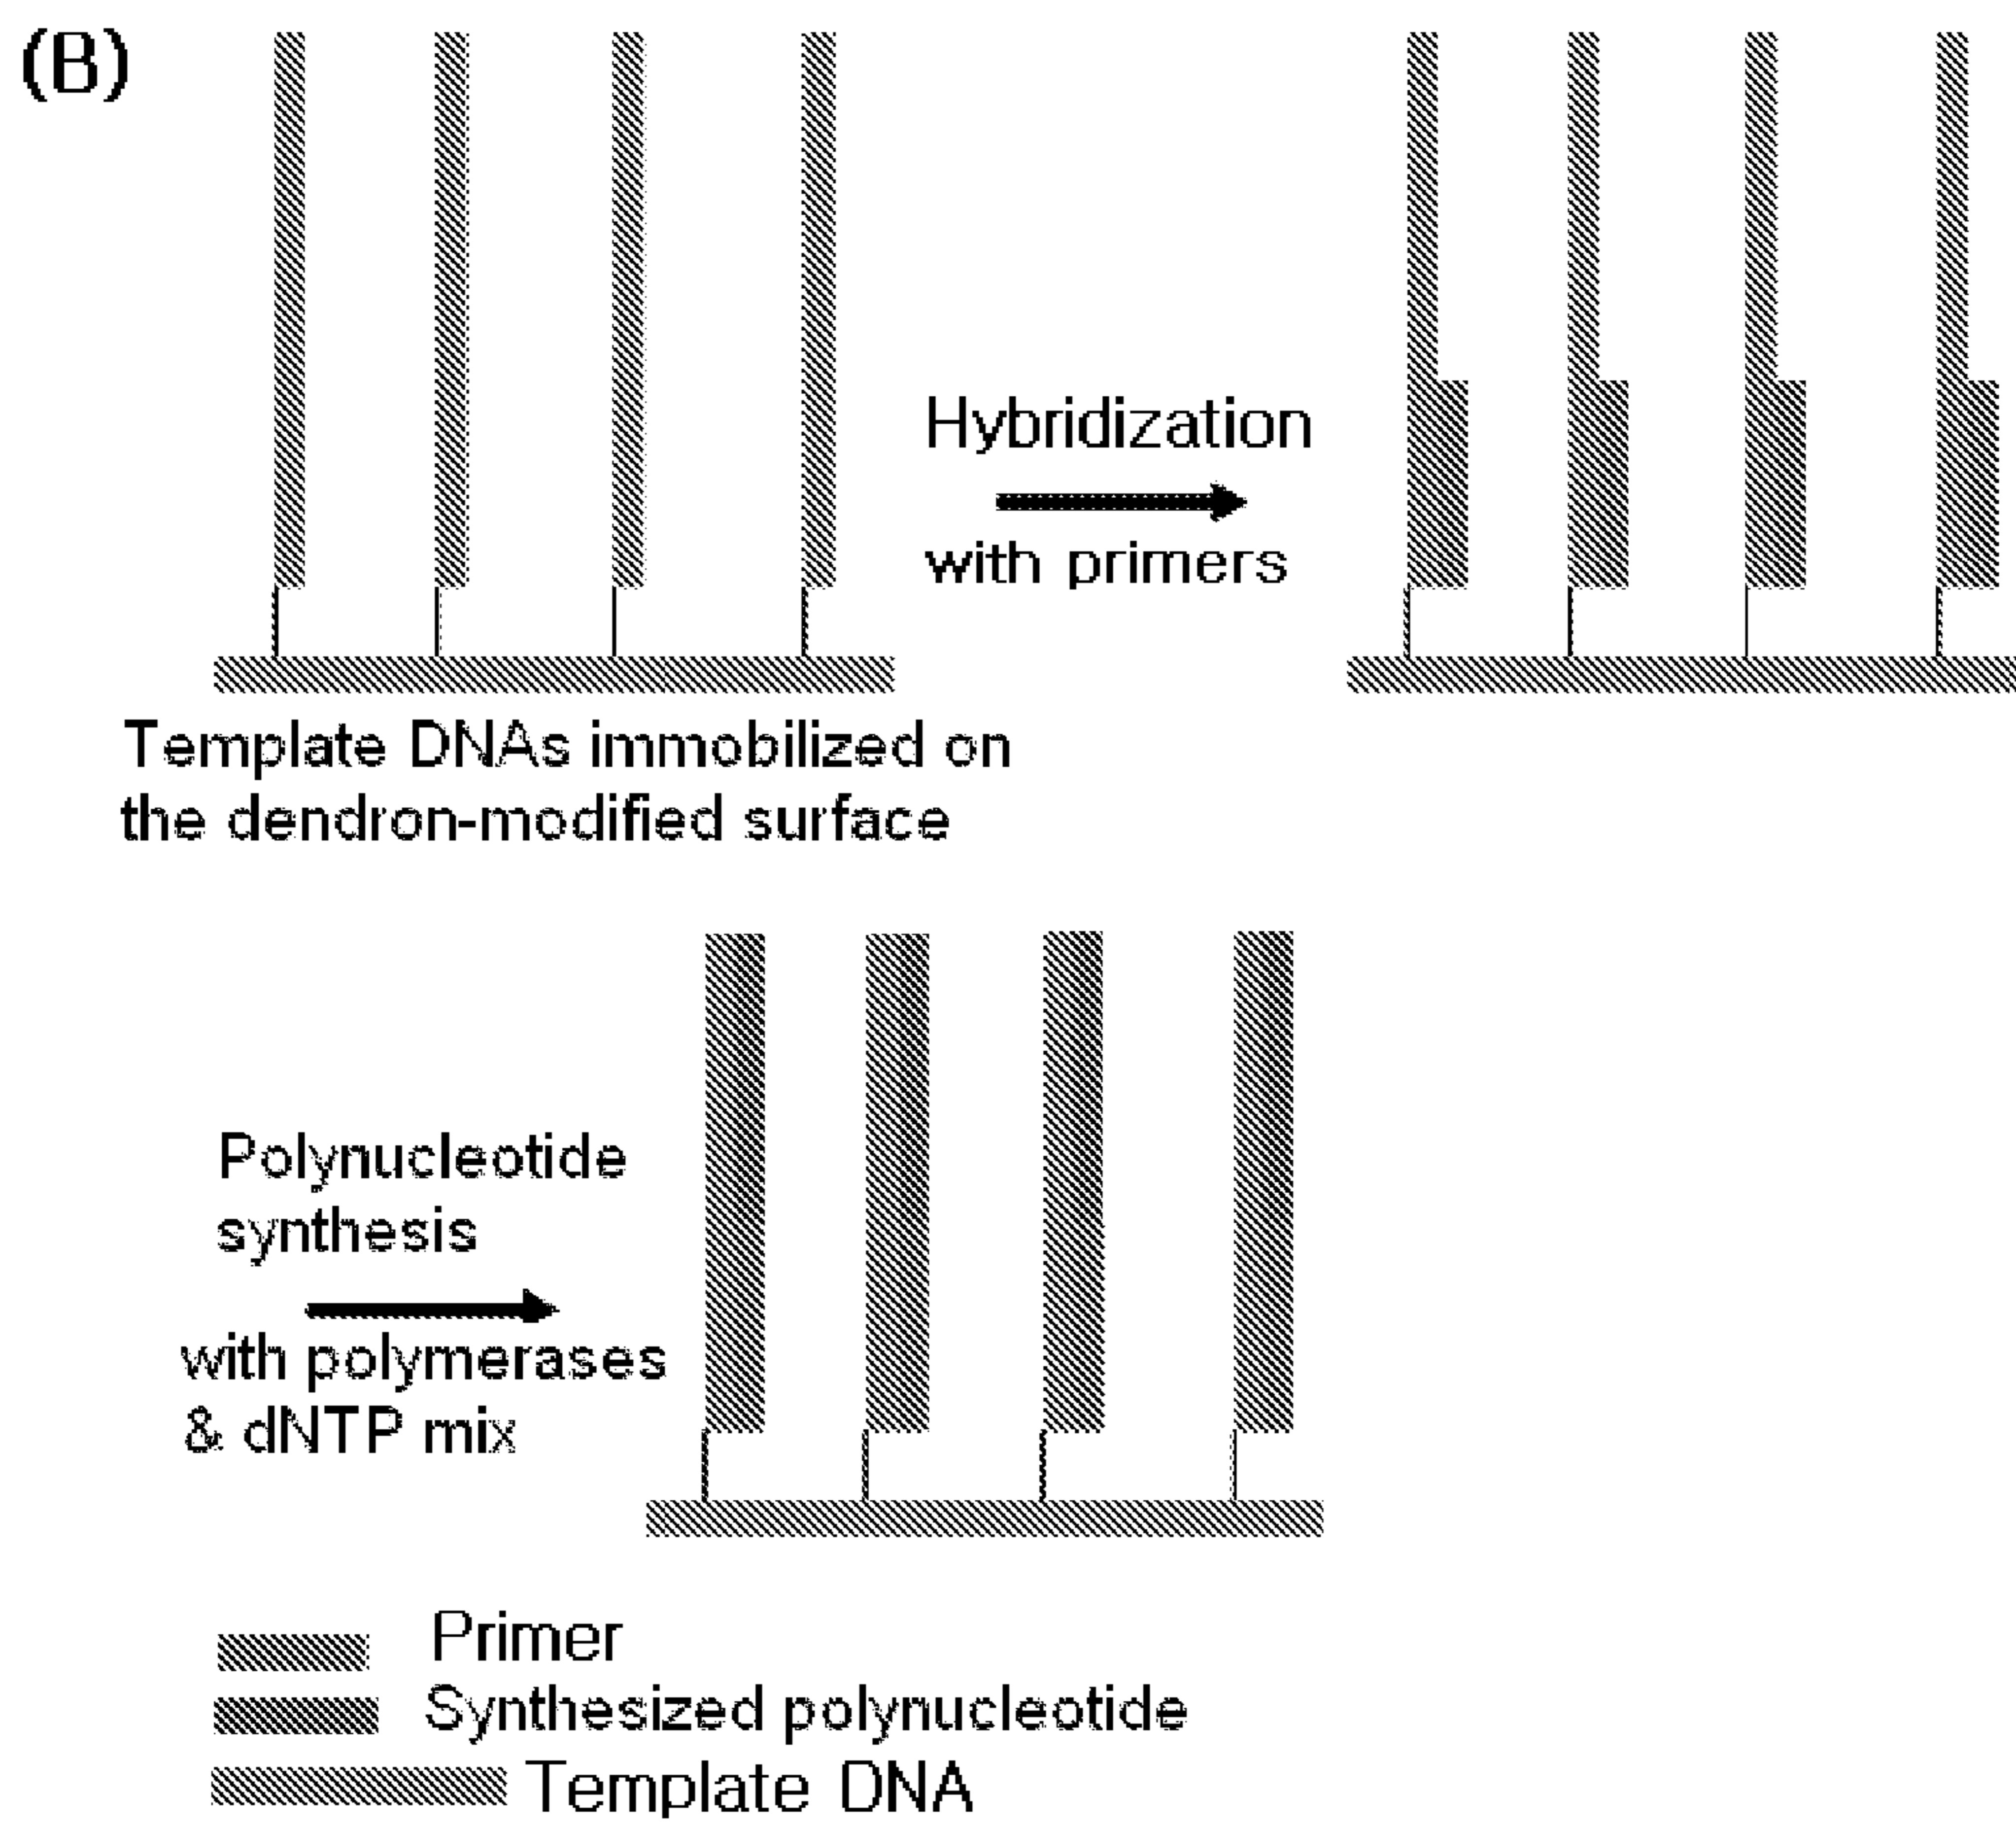 (B)
Hybridization
with primers
Template DNAs immobilized on
the dendron-modified surface
Polynucleotide
synthesis
with polymerases
& dNTP mix
Primer
Synthesized polynucleotide
Template DNA